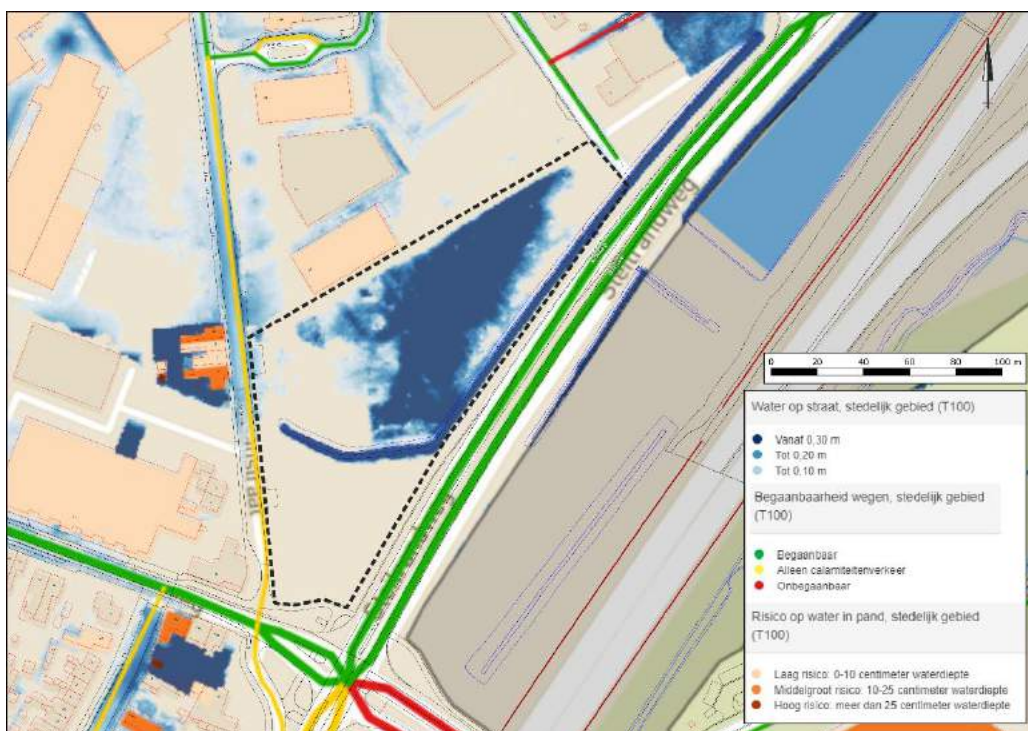 Stelrandweg
0 20 40 60 80 100 m
Water op straat, stedelijk gebied (T100)
Vanaf 0,30 m
Tot 0,20 m
Tot 0,10 m
Begaanbaarheid wegen, stedelijk gebied
(T100)
Begaanbaar
Alleen calamiteitenverkeer
Onbegaanbaar
Risico op water in pand, stedelijk gebied
(T100)
Laag risico: 0-10 centimeter waterdiepte
Middelgroot risico: 10-25 centimeter waterdiepte
Hoog risico: meer dan 25 centimeter waterdiepte